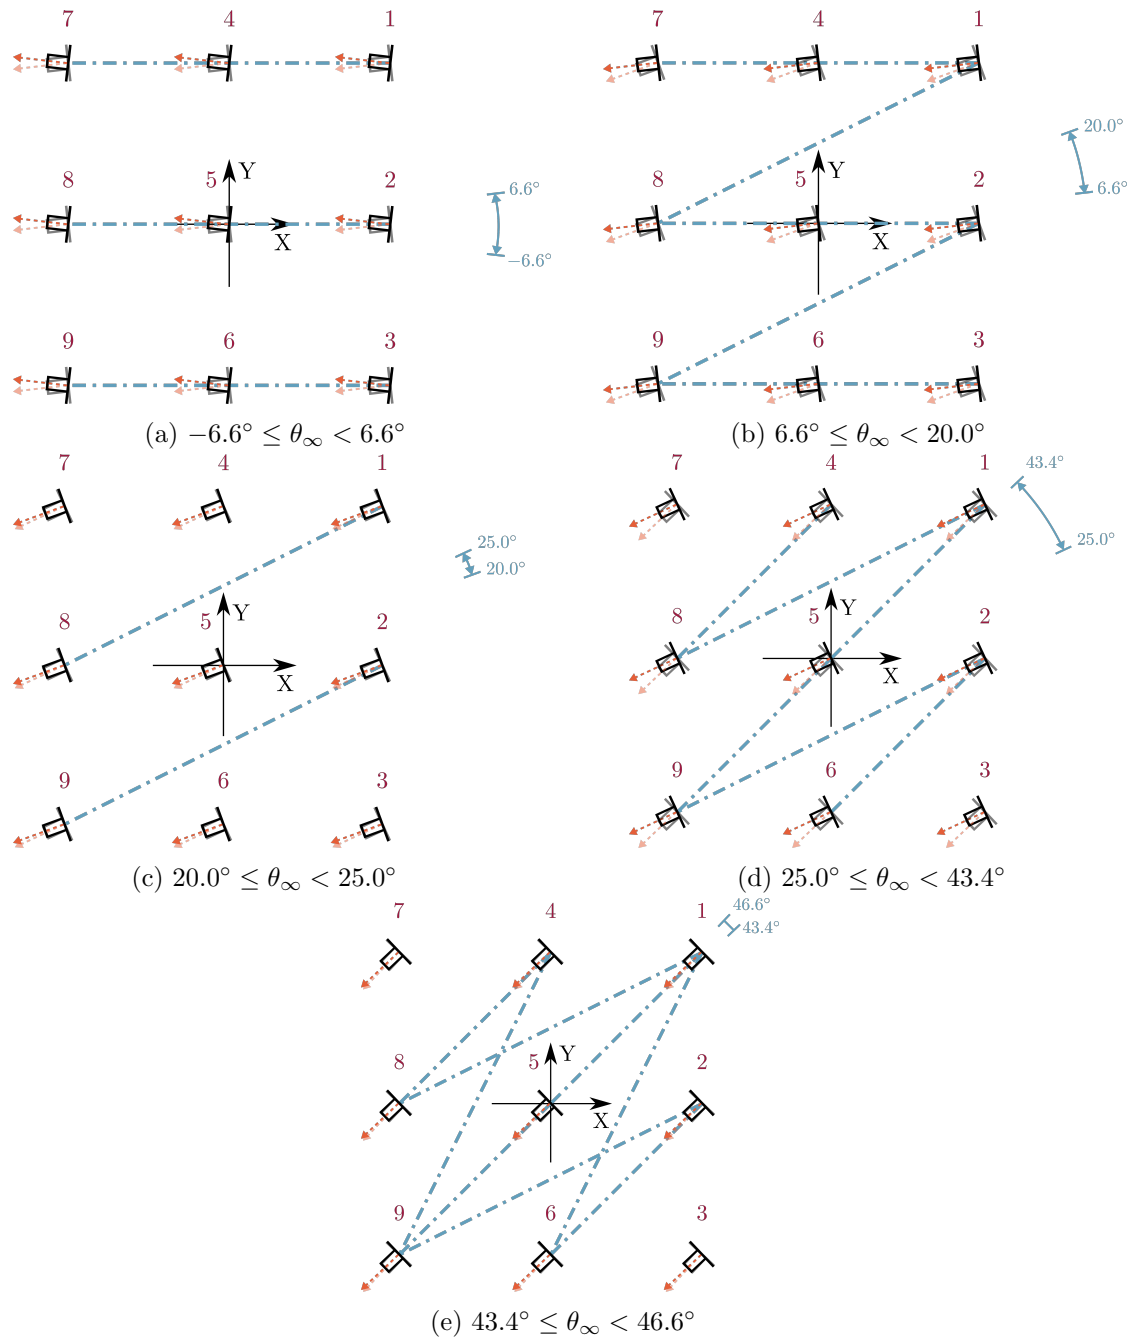 7 4 1 7 4 1
20.0°
8 5 Y 2 6.6° 8 5 Y 2 6.6°
X X
−6.6°
9 6 3 9 6 3
(a) −6.6° ≤ θ∞ < 6.6° (b) 6.6° ≤ θ∞ < 20.0°
7 4 1 7 4 1 43.4°
25.0° 25.0°
20.0°
8 5 Y 2 8 5 Y 2
X X
9 6 3 9 6 3
(c) 20.0° ≤ θ∞ < 25.0° (d) 25.0° ≤ θ∞ < 43.4°
7 4 1 46.6°
43.4°
8 5 Y 2
X
9 6 3
(e) 43.4° ≤ θ∞ < 46.6°